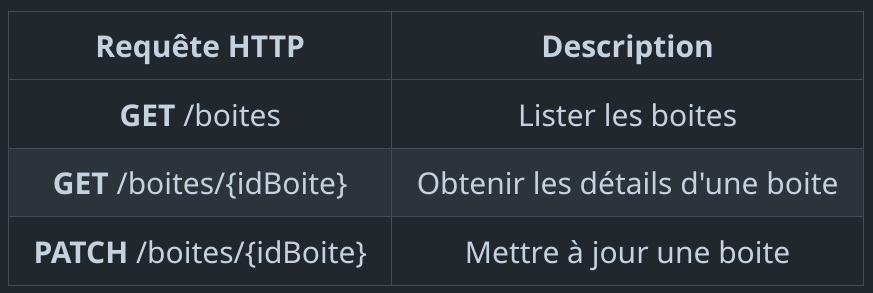 Requête HTTP Description
GET /boites Lister les boites
GET /boites/{idBoite} Obtenir les détails d'une boite
PATCH /boites/{idBoite} Mettre à jour une boite